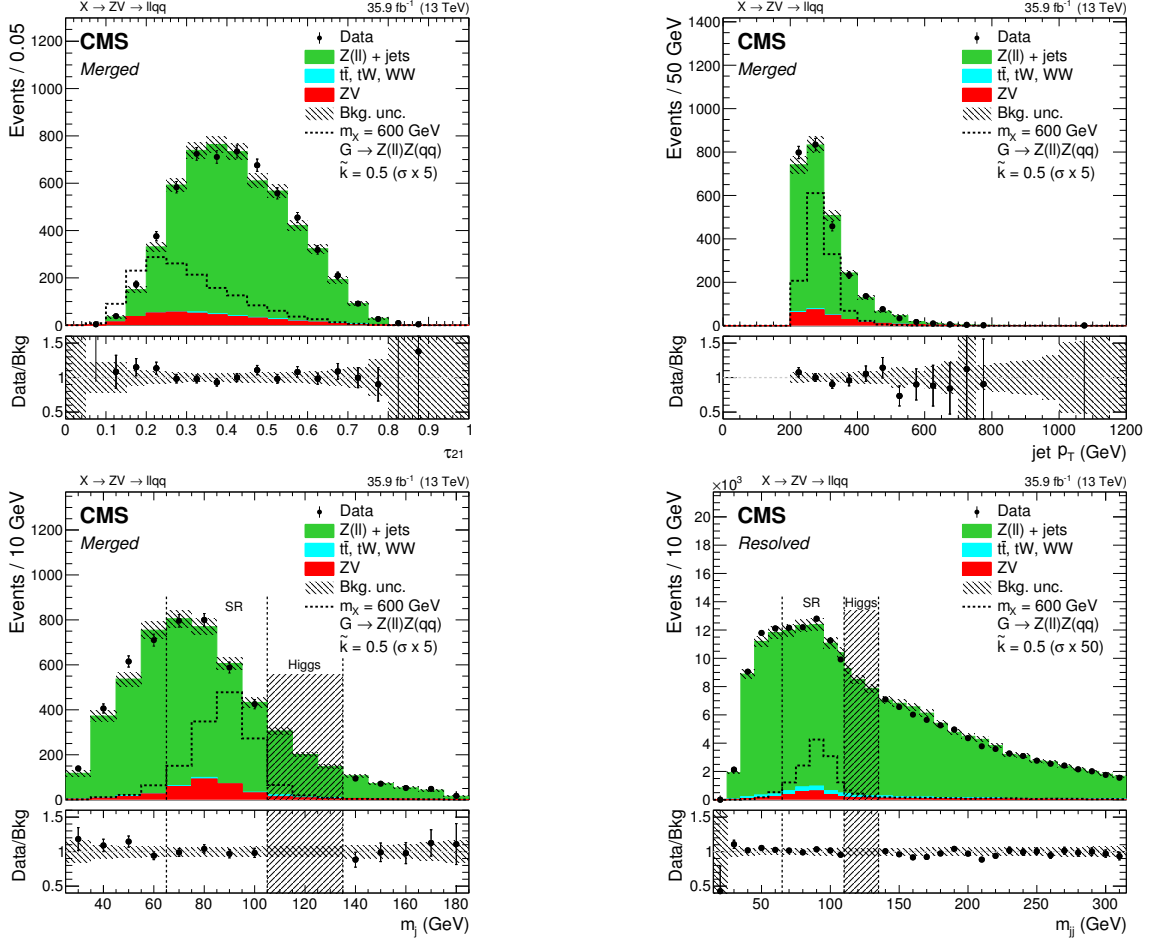 X → ZV → llqq 35.9 fb⁻¹ (13 TeV)
Events / 0.05
1200
1000
800
600
400
200
0
CMS
Merged
Data
Z(ll) + jets
tt̄, tW, WW
ZV
Bkg. unc.
m_X = 600 GeV
G → Z(ll)Z(qq)
k̃ = 0.5 (σ x 5)
Data/Bkg
1.5
1
0.5
0 0.1 0.2 0.3 0.4 0.5 0.6 0.7 0.8 0.9 1
τ21
X → ZV → llqq 35.9 fb⁻¹ (13 TeV)
Events / 50 GeV
1400
1200
1000
800
600
400
200
0
CMS
Merged
Data
Z(ll) + jets
tt̄, tW, WW
ZV
Bkg. unc.
m_X = 600 GeV
G → Z(ll)Z(qq)
k̃ = 0.5 (σ x 5)
Data/Bkg
1.5
1
0.5
0 200 400 600 800 1000 1200
jet p_T (GeV)
X → ZV → llqq 35.9 fb⁻¹ (13 TeV)
Events / 10 GeV
1200
1000
800
600
400
200
0
CMS
Merged
Data
Z(ll) + jets
tt̄, tW, WW
ZV
Bkg. unc.
m_X = 600 GeV
G → Z(ll)Z(qq)
k̃ = 0.5 (σ x 5)
SR
Higgs
Data/Bkg
1.5
1
0.5
40 60 80 100 120 140 160 180
m_j (GeV)
X → ZV → llqq 35.9 fb⁻¹ (13 TeV)
×10³
Events / 10 GeV
20
18
16
14
12
10
8
6
4
2
0
CMS
Resolved
Data
Z(ll) + jets
tt̄, tW, WW
ZV
Bkg. unc.
m_X = 600 GeV
G → Z(ll)Z(qq)
k̃ = 0.5 (σ x 50)
SR Higgs
Data/Bkg
1.5
1
0.5
50 100 150 200 250 300
m_jj (GeV)